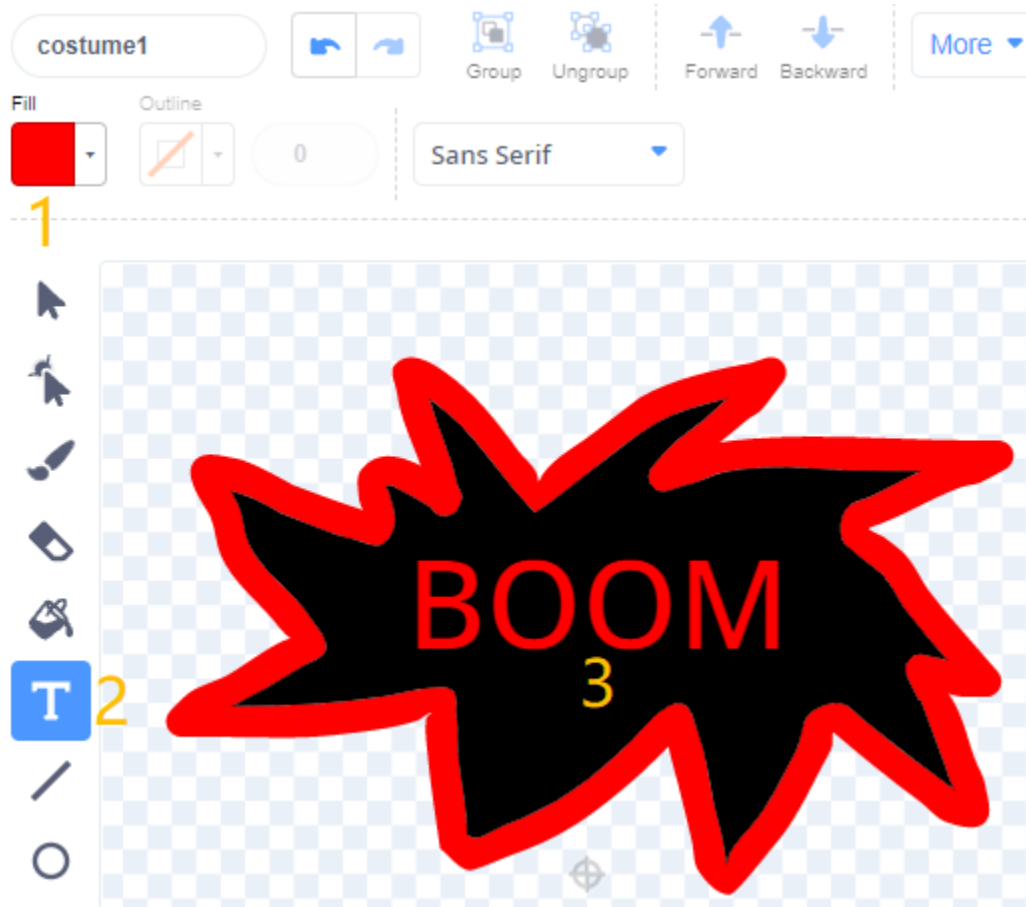 costume1
Group
Ungroup
Forward
Backward
More
Fill
Outline
0
Sans Serif
1
T
2
BOOM
3